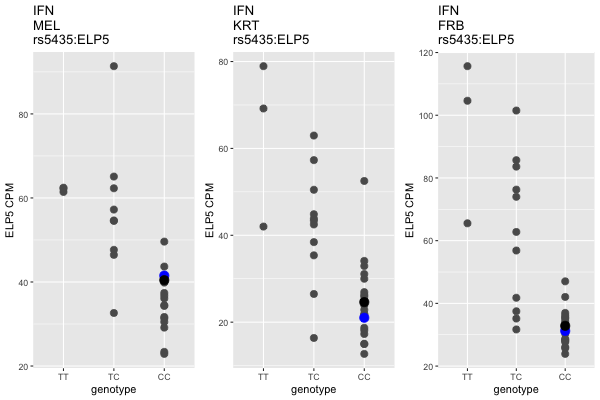 IFN
MEL
rs5435:ELP5
ELP5 CPM
80
60
40
20
TT
TC
CC
genotype
IFN
KRT
rs5435:ELP5
ELP5 CPM
80
60
40
20
TT
TC
CC
genotype
IFN
FRB
rs5435:ELP5
ELP5 CPM
120
100
80
60
40
20
TT
TC
CC
genotype